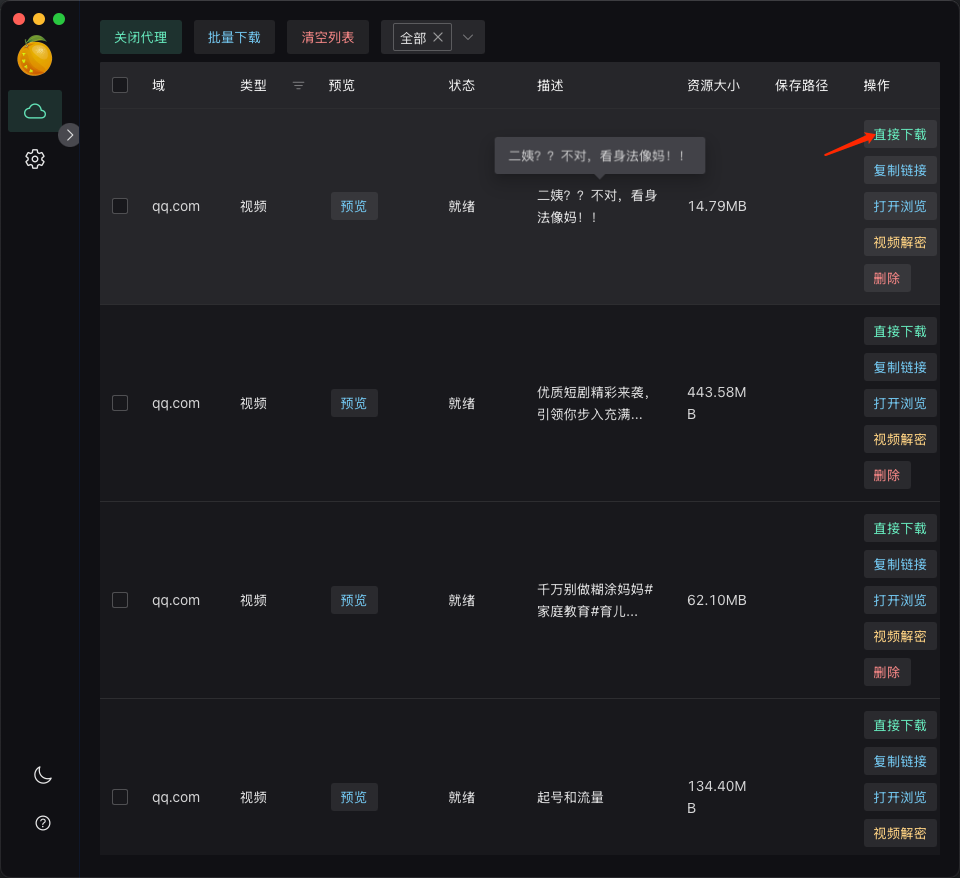 关闭代理
批量下载
清空列表
全部
域
类型
预览
状态
描述
资源大小
保存路径
操作
二姨？？不对，看身法像妈！！
qq.com
视频
预览
就绪
二姨？？不对，看身
法像妈！！
14.79MB
直接下载
复制链接
打开浏览
视频解密
删除
qq.com
视频
预览
就绪
优质短剧精彩来袭，
引领你步入充满...
443.58M
B
直接下载
复制链接
打开浏览
视频解密
删除
qq.com
视频
预览
就绪
千万别做糊涂妈妈#
家庭教育#育儿...
62.10MB
直接下载
复制链接
打开浏览
视频解密
删除
qq.com
视频
预览
就绪
起号和流量
134.40M
B
直接下载
复制链接
打开浏览
视频解密